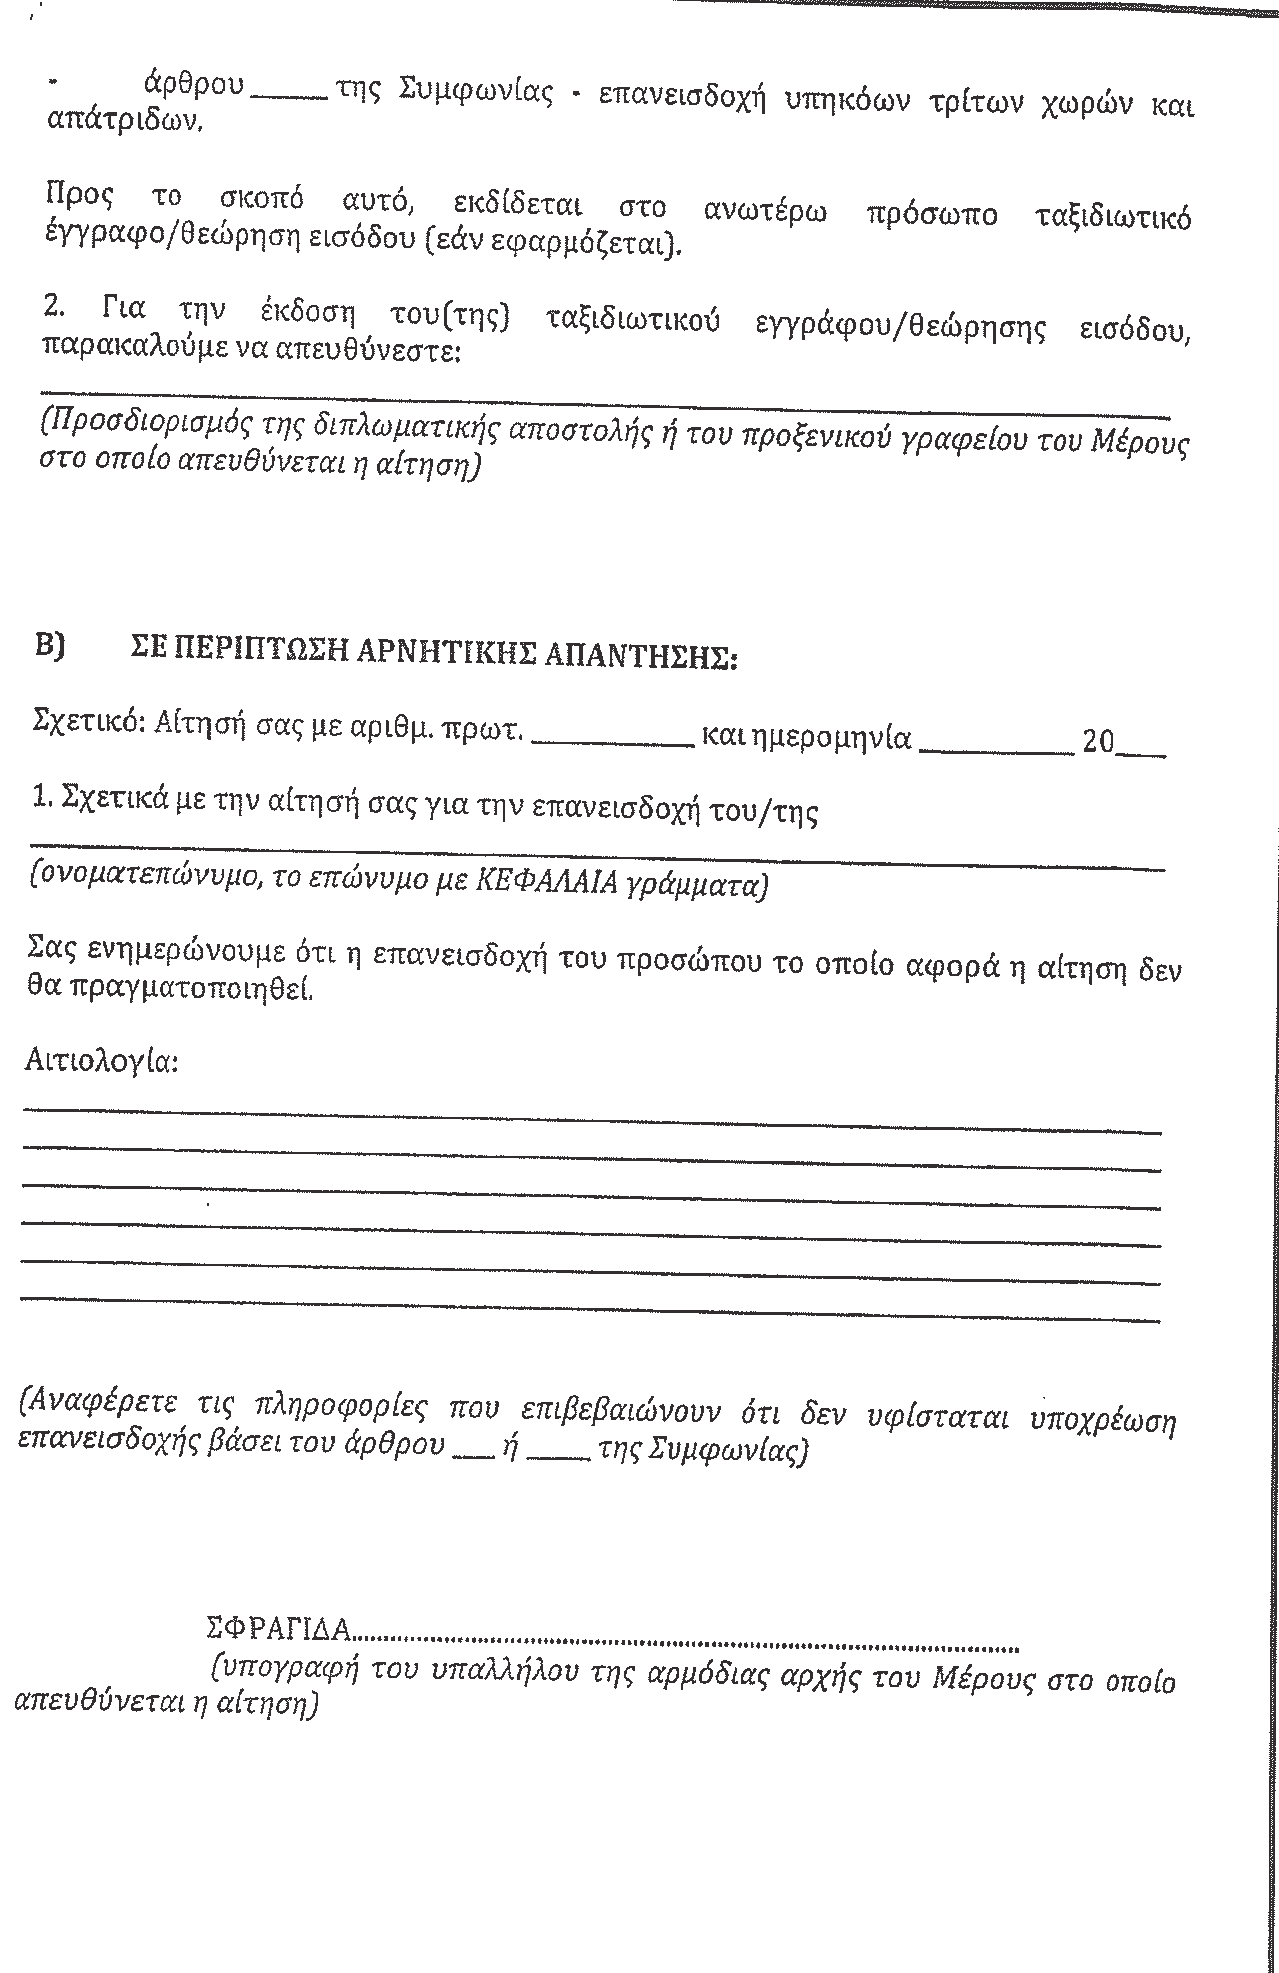 - άρθρου_____ της Συμφωνίας - επανεισδοχή υπηκόων τρίτων χωρών και
απάτριδων.
Προς το σκοπό αυτό, εκδίδεται στο ανωτέρω πρόσωπο ταξιδιωτικό
έγγραφο/θεώρηση εισόδου (εάν εφαρμόζεται).
2. Για την έκδοση του(της) ταξιδιωτικού εγγράφου/θεώρησης εισόδου,
παρακαλούμε να απευθύνεστε:
(Προσδιορισμός της διπλωματικής αποστολής ή του προξενικού γραφείου του Μέρους
στο οποίο απευθύνεται η αίτηση)
Β) ΣΕ ΠΕΡΙΠΤΩΣΗ ΑΡΝΗΤΙΚΗΣ ΑΠΑΝΤΗΣΗΣ:
Σχετικό: Αίτησή σας με αριθμ. πρωτ. __________ και ημερομηνία __________ 20___
1. Σχετικά με την αίτησή σας για την επανεισδοχή του/της
(ονοματεπώνυμο, το επώνυμο με ΚΕΦΑΛΑΙΑ γράμματα)
Σας ενημερώνουμε ότι η επανεισδοχή του προσώπου το οποίο αφορά η αίτηση δεν
θα πραγματοποιηθεί.
Αιτιολογία:
(Αναφέρετε τις πληροφορίες που επιβεβαιώνουν ότι δεν υφίσταται υποχρέωση
επανεισδοχής βάσει του άρθρου ___ ή ____ της Συμφωνίας)
ΣΦΡΑΓΙΔΑ..........................................................................
(υπογραφή του υπαλλήλου της αρμόδιας αρχής του Μέρους στο οποίο
απευθύνεται η αίτηση)